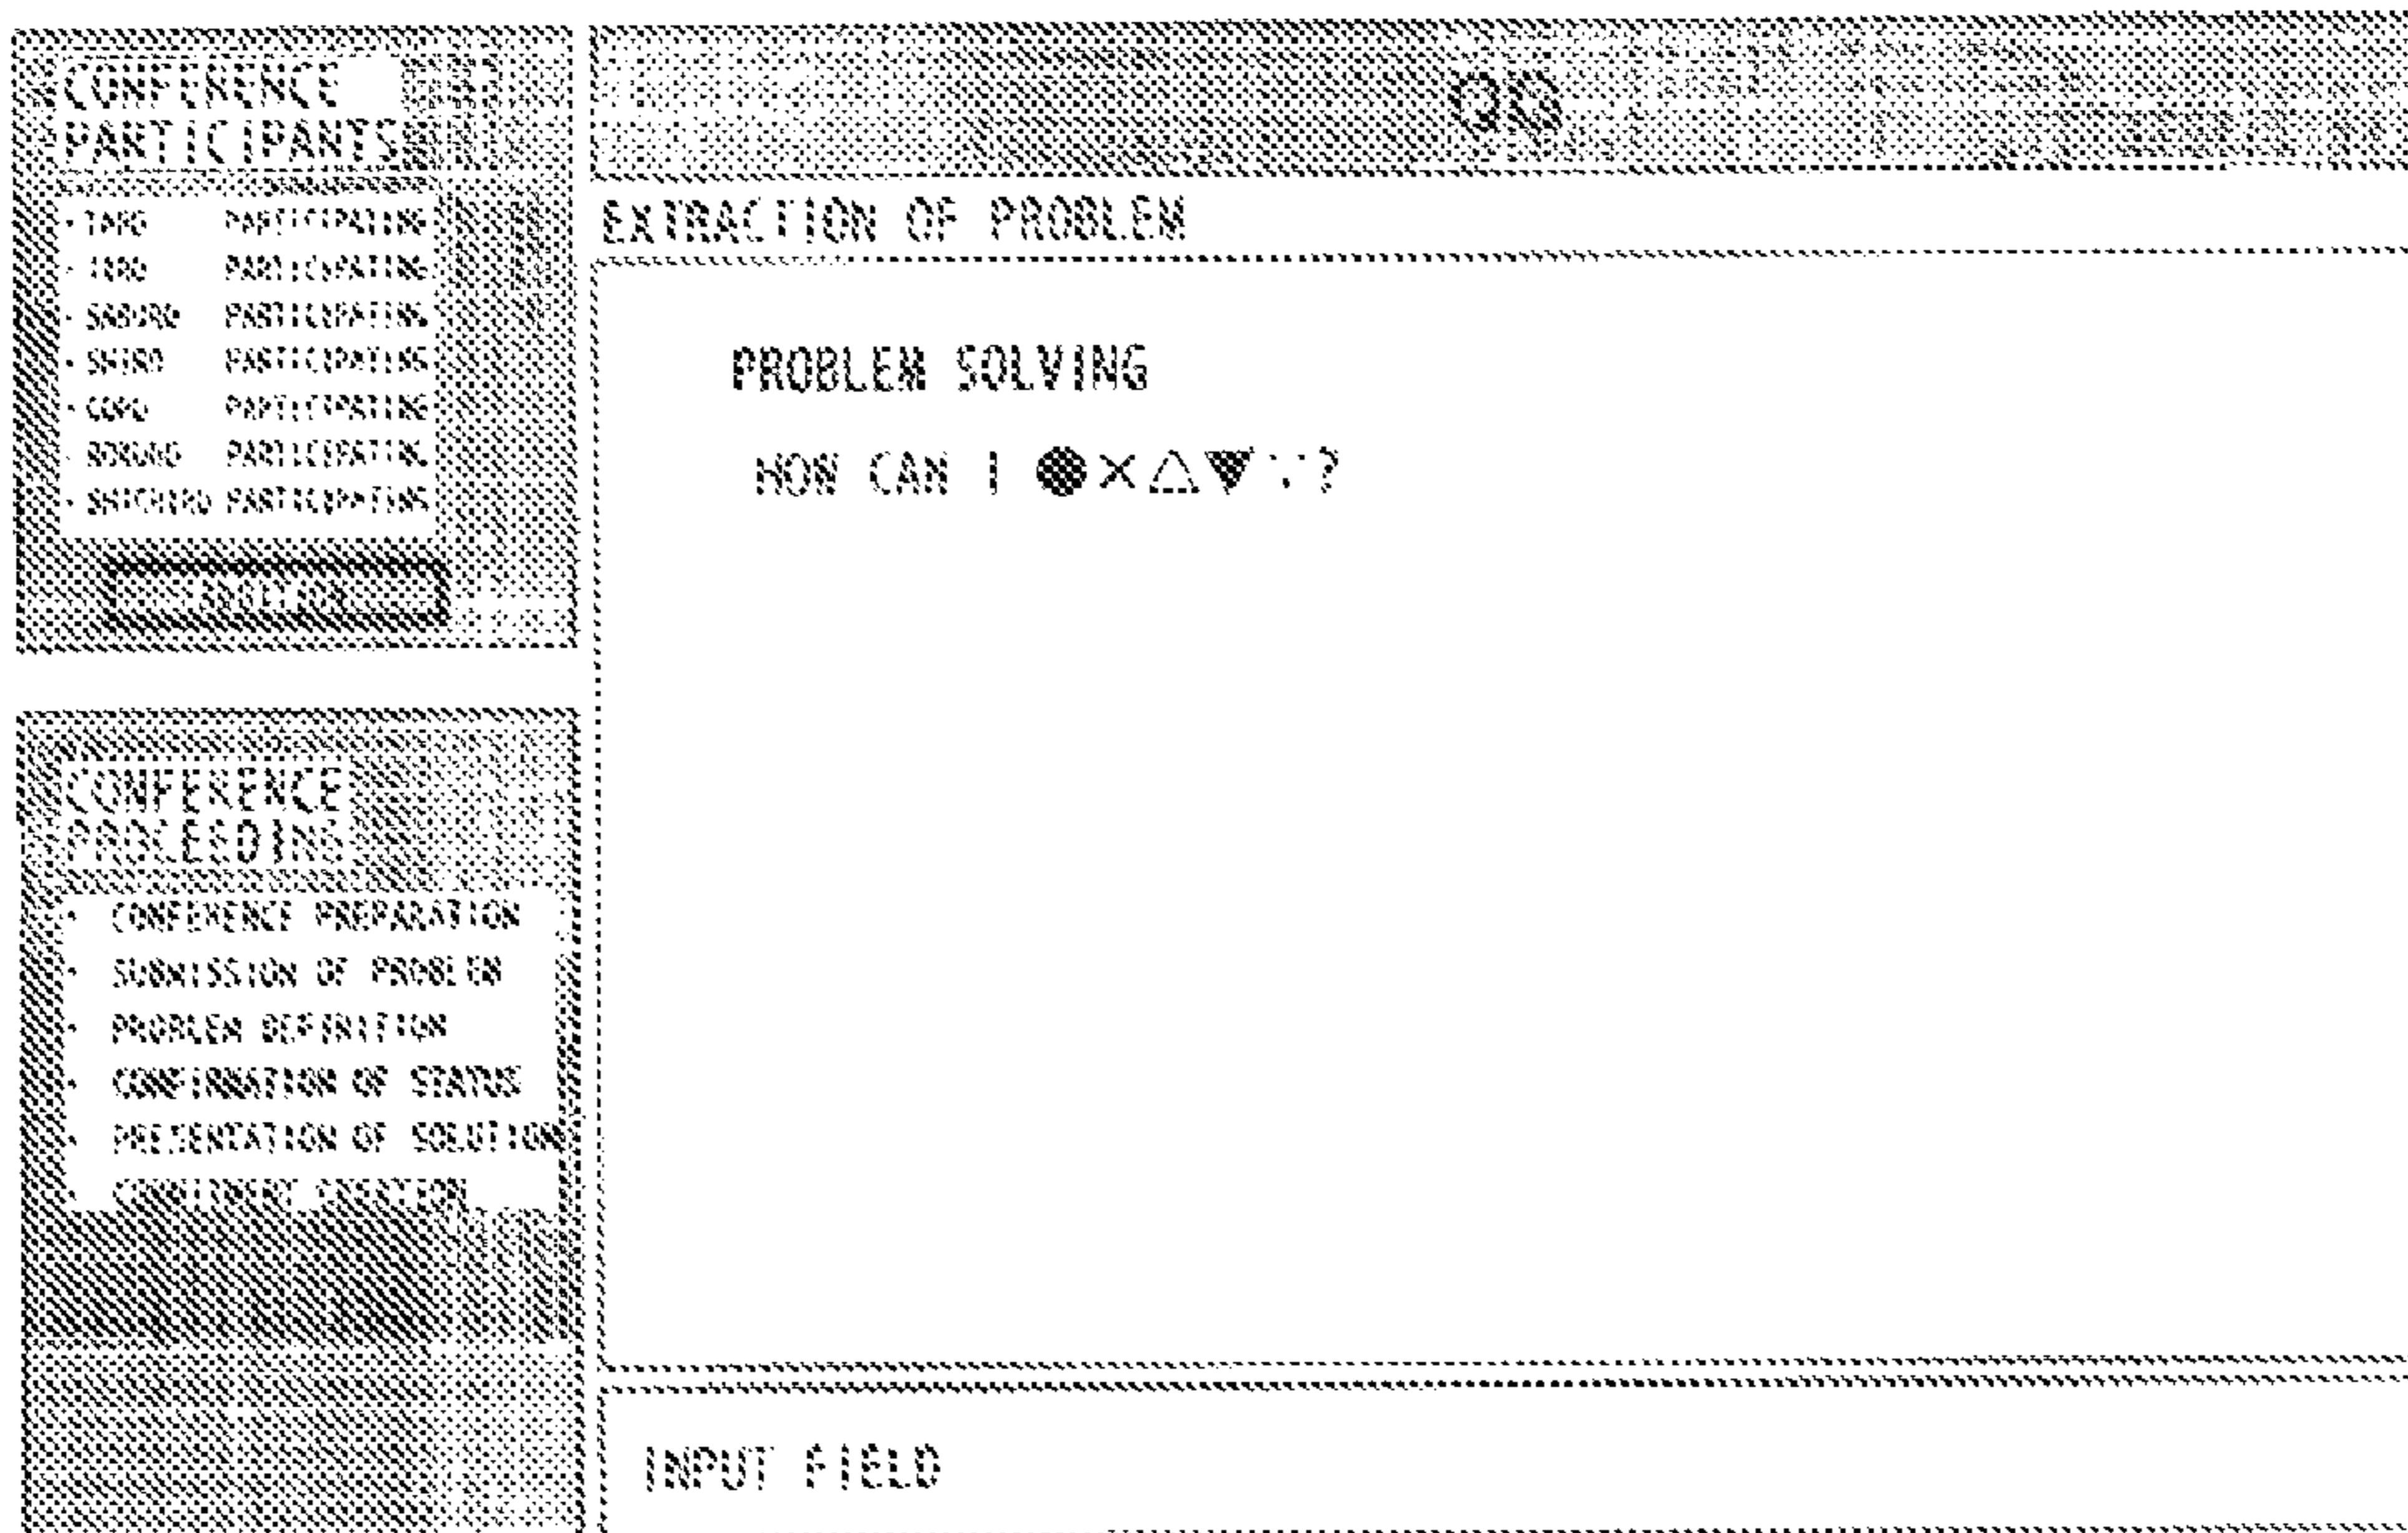 CONFERENCE
PARTICIPANTS
· TARO PARTICIPATING
· PARTICIPATING
· SABURO PARTICIPATING
· SHIRO PARTICIPATING
· GORO PARTICIPATING
· ROKURO PARTICIPATING
· SHICHIRO PARTICIPATING
CONFERENCE
PROCEEDING
· CONFERENCE PREPARATION
· SUBMISSION OF PROBLEM
· PROBLEM DEFINITION
· CONFIRMATION OF STATUS
· PRESENTATION OF SOLUTION
EXTRACTION OF PROBLEM
PROBLEM SOLVING
HOW CAN I ●×△▼∵?
INPUT FIELD